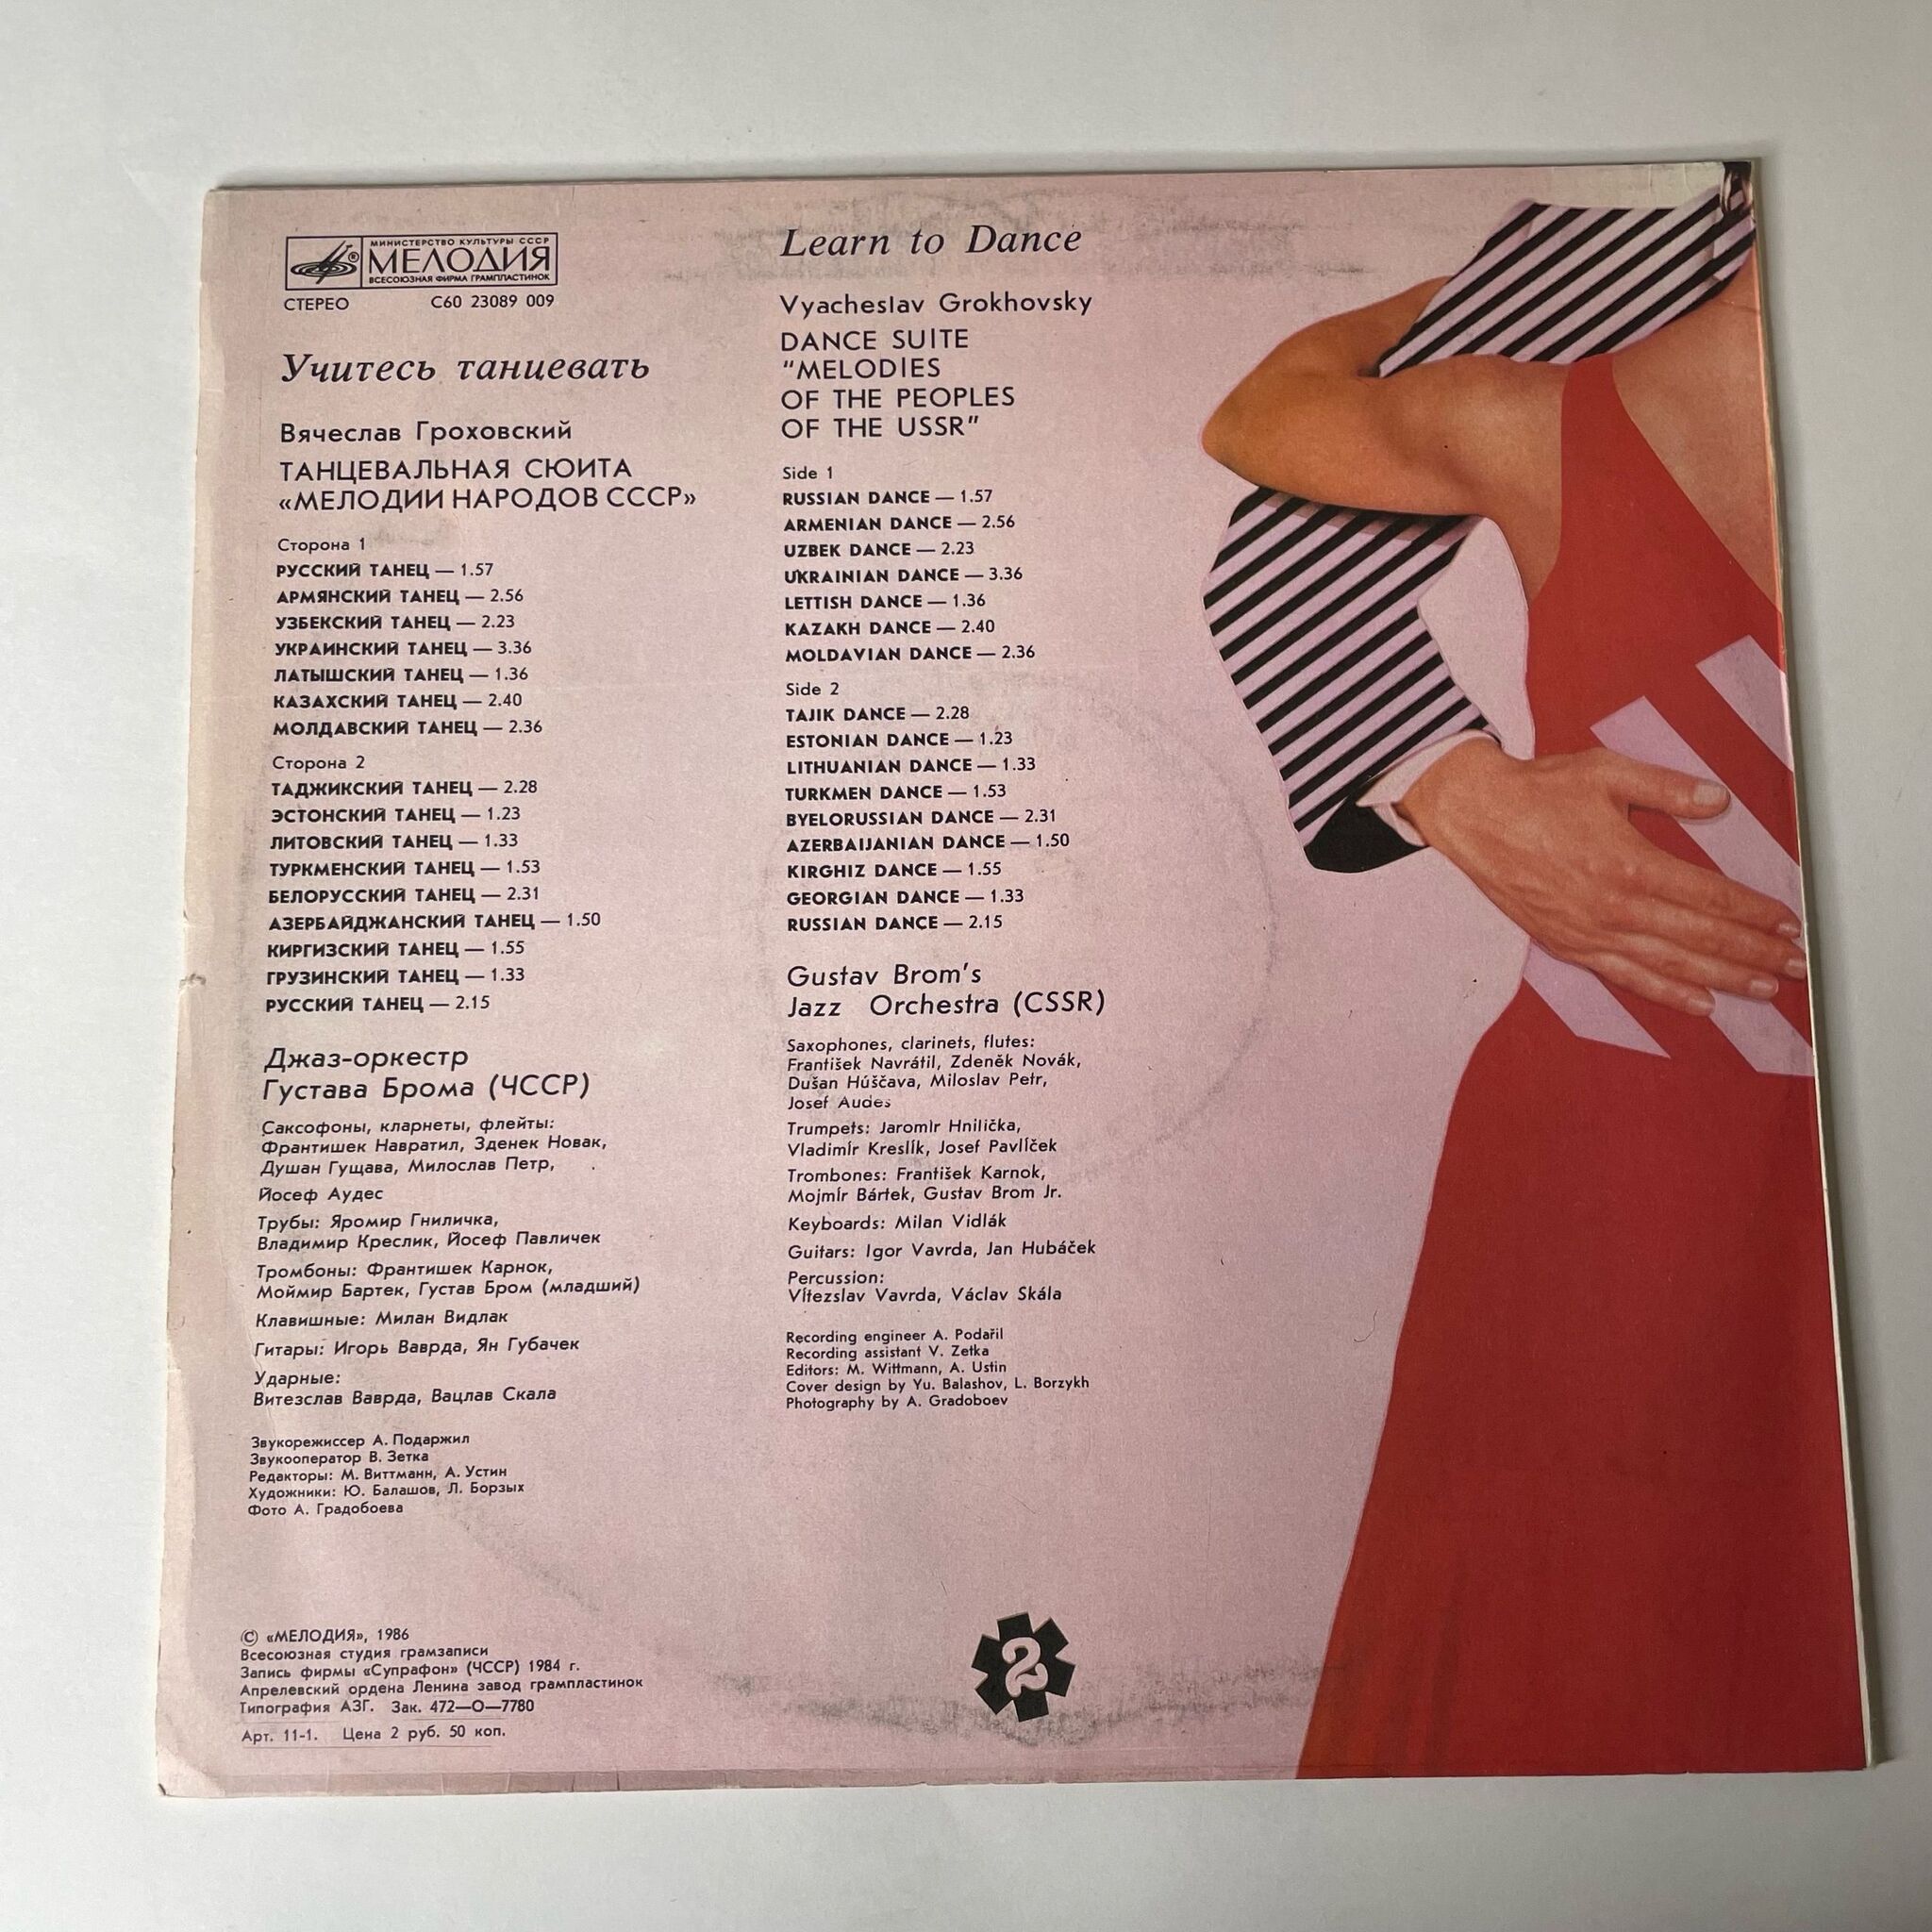 МИНИСТЕРСТВО КУЛЬТУРЫ СССР
МЕЛОДИЯ
ВСЕСОЮЗНАЯ ФИРМА ГРАМПЛАСТИНОК
СТЕРЕО С60 23089 009
Учитесь танцевать
Вячеслав Гроховский
ТАНЦЕВАЛЬНАЯ СЮИТА
«МЕЛОДИИ НАРОДОВ СССР»
Сторона 1
РУССКИЙ ТАНЕЦ — 1.57
АРМЯНСКИЙ ТАНЕЦ — 2.56
УЗБЕКСКИЙ ТАНЕЦ — 2.23
УКРАИНСКИЙ ТАНЕЦ — 3.36
ЛАТЫШСКИЙ ТАНЕЦ — 1.36
КАЗАХСКИЙ ТАНЕЦ — 2.40
МОЛДАВСКИЙ ТАНЕЦ — 2.36
Сторона 2
ТАДЖИКСКИЙ ТАНЕЦ — 2.28
ЭСТОНСКИЙ ТАНЕЦ — 1.23
ЛИТОВСКИЙ ТАНЕЦ — 1.33
ТУРКМЕНСКИЙ ТАНЕЦ — 1.53
БЕЛОРУССКИЙ ТАНЕЦ — 2.31
АЗЕРБАЙДЖАНСКИЙ ТАНЕЦ — 1.50
КИРГИЗСКИЙ ТАНЕЦ — 1.55
ГРУЗИНСКИЙ ТАНЕЦ — 1.33
РУССКИЙ ТАНЕЦ — 2.15
Джаз-оркестр
Густава Брома (ЧССР)
Саксофоны, кларнеты, флейты:
Франтишек Навратил, Зденек Новак,
Душан Гущава, Милослав Петр,
Йосеф Аудес
Трубы: Яромир Гниличка,
Владимир Креслик, Йосеф Павличек
Тромбоны: Франтишек Карнок,
Моймир Бартек, Густав Бром (младший)
Клавишные: Милан Видлак
Гитары: Игорь Ваврда, Ян Губачек
Ударные:
Витезслав Ваврда, Вацлав Скала
Звукорежиссер А. Подаржил
Звукооператор В. Зетка
Редакторы: М. Виттманн, А. Устин
Художники: Ю. Балашов, Л. Борзых
Фото А. Градобоева
© «МЕЛОДИЯ», 1986
Всесоюзная студия грамзаписи
Запись фирмы «Супрафон» (ЧССР) 1984 г.
Апрелевский ордена Ленина завод грампластинок
Типография АЗГ. Зак. 472—О—7780
Арт. 11-1. Цена 2 руб. 50 коп.
Learn to Dance
Vyacheslav Grokhovsky
DANCE SUITE
"MELODIES
OF THE PEOPLES
OF THE USSR"
Side 1
RUSSIAN DANCE — 1.57
ARMENIAN DANCE — 2.56
UZBEK DANCE — 2.23
UKRAINIAN DANCE — 3.36
LETTISH DANCE — 1.36
KAZAKH DANCE — 2.40
MOLDAVIAN DANCE — 2.36
Side 2
TAJIK DANCE — 2.28
ESTONIAN DANCE — 1.23
LITHUANIAN DANCE — 1.33
TURKMEN DANCE — 1.53
BYELORUSSIAN DANCE — 2.31
AZERBAIJANIAN DANCE — 1.50
KIRGHIZ DANCE — 1.55
GEORGIAN DANCE — 1.33
RUSSIAN DANCE — 2.15
Gustav Brom's
Jazz Orchestra (CSSR)
Saxophones, clarinets, flutes:
František Navrátil, Zdeněk Novák,
Dušan Húščava, Miloslav Petr,
Josef Audes
Trumpets: Jaromír Hnilička,
Vladimír Kreslík, Josef Pavlíček
Trombones: František Karnok,
Mojmír Bártek, Gustav Brom Jr.
Keyboards: Milan Vidlák
Guitars: Igor Vavrda, Jan Hubáček
Percussion:
Vítezslav Vavrda, Václav Skála
Recording engineer A. Podařil
Recording assistant V. Zetka
Editors: M. Wittmann, A. Ustin
Cover design by Yu. Balashov, L. Borzykh
Photography by A. Gradoboev
2